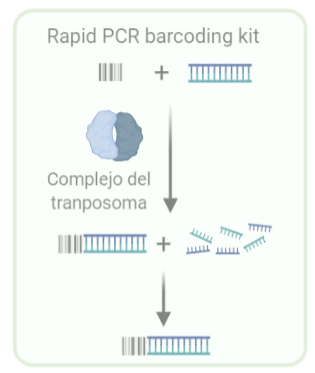 Rapid PCR barcoding kit
Complejo del
tranposoma